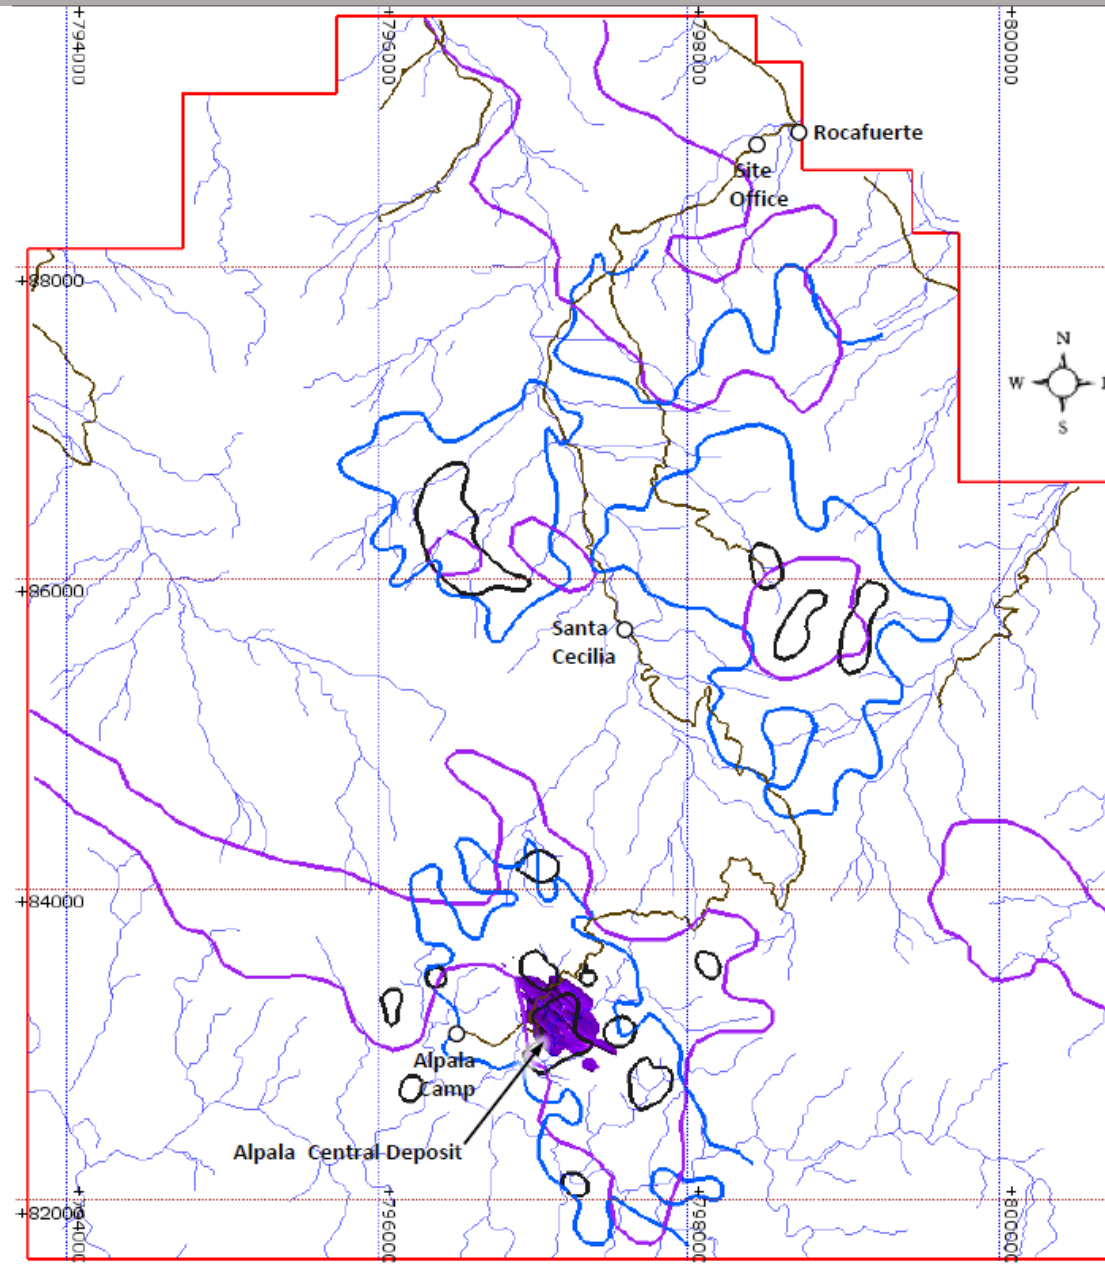 +794000
+796000
+798000
+800000
Rocafuerte
Site
Office
+88000
N
W
S
+86000
Santa
Cecilia
+84000
Alpala
Camp
Alpala Central Deposit
+82000
+794000
+796000
+798000
+800000